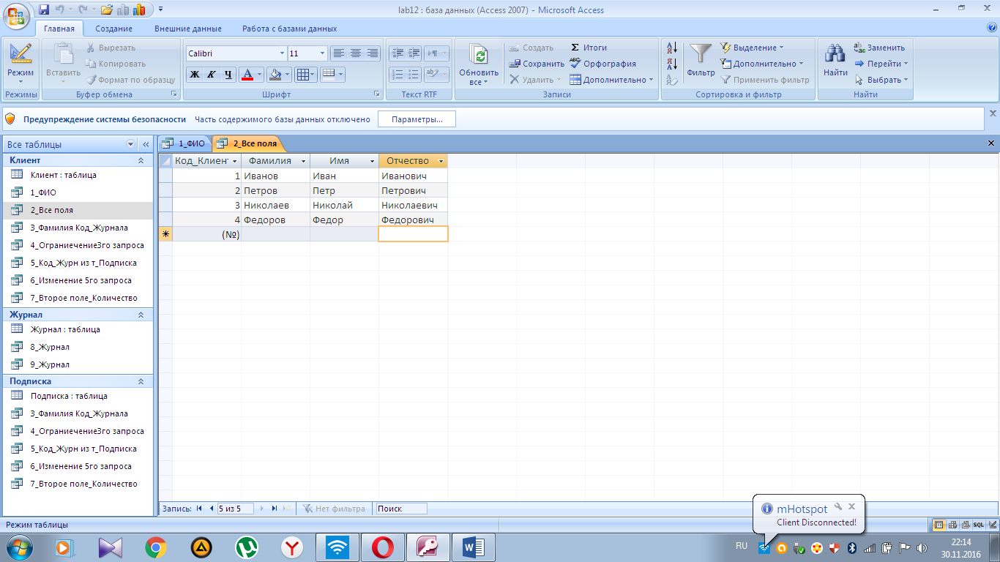 lab12 : база данных (Access 2007) - Microsoft Access
Главная Создание Внешние данные Работа с базами данных
Режим
Режимы
Вставить
Вырезать
Копировать
Формат по образцу
Буфер обмена
Calibri 11
Ж К Ч А
Шрифт
Текст RTF
Обновить все
Создать
Сохранить
Удалить
Итоги
Орфография
Дополнительно
Записи
Фильтр
Выделение
Дополнительно
Применить фильтр
Сортировка и фильтр
Найти
Заменить
Перейти
Выбрать
Найти
Предупреждение системы безопасности Часть содержимого базы данных отключено Параметры...
Все таблицы
Клиент
Клиент : таблица
1_ФИО
2_Все поля
3_Фамилия Код_Журнала
4_Ограниечение3го запроса
5_Код_Журн из т_Подписка
6_Изменение 5го запроса
7_Второе поле_Количество
Журнал
Журнал : таблица
8_Журнал
9_Журнал
Подписка
Подписка : таблица
3_Фамилия Код_Журнала
4_Ограниечение3го запроса
5_Код_Журн из т_Подписка
6_Изменение 5го запроса
7_Второе поле_Количество
1_ФИО 2_Все поля
Код_Клиент Фамилия Имя Отчество
1 Иванов Иван Иванович
2 Петров Петр Петрович
3 Николаев Николай Николаевич
4 Федоров Федор Федорович
(№)
Запись: 5 из 5 Нет фильтра Поиск
mHotspot
Client Disconnected!
Режим таблицы
SQL
RU
22:14
30.11.2016